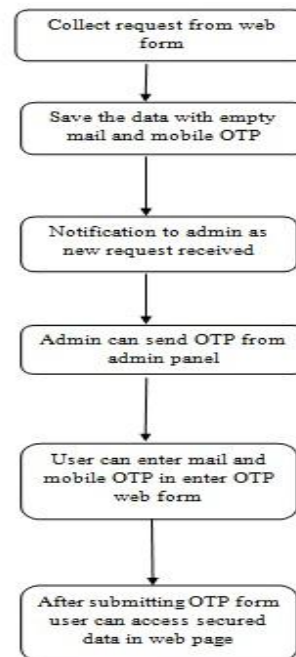 Collect request from web
form
Save the data with empty
mail and mobile OTP
Notification to admin as
new request received
Admin can send OTP from
admin panel
User can enter mail and
mobile OTP in enter OTP
web form
After submitting OTP form
user can access secured
data in web page